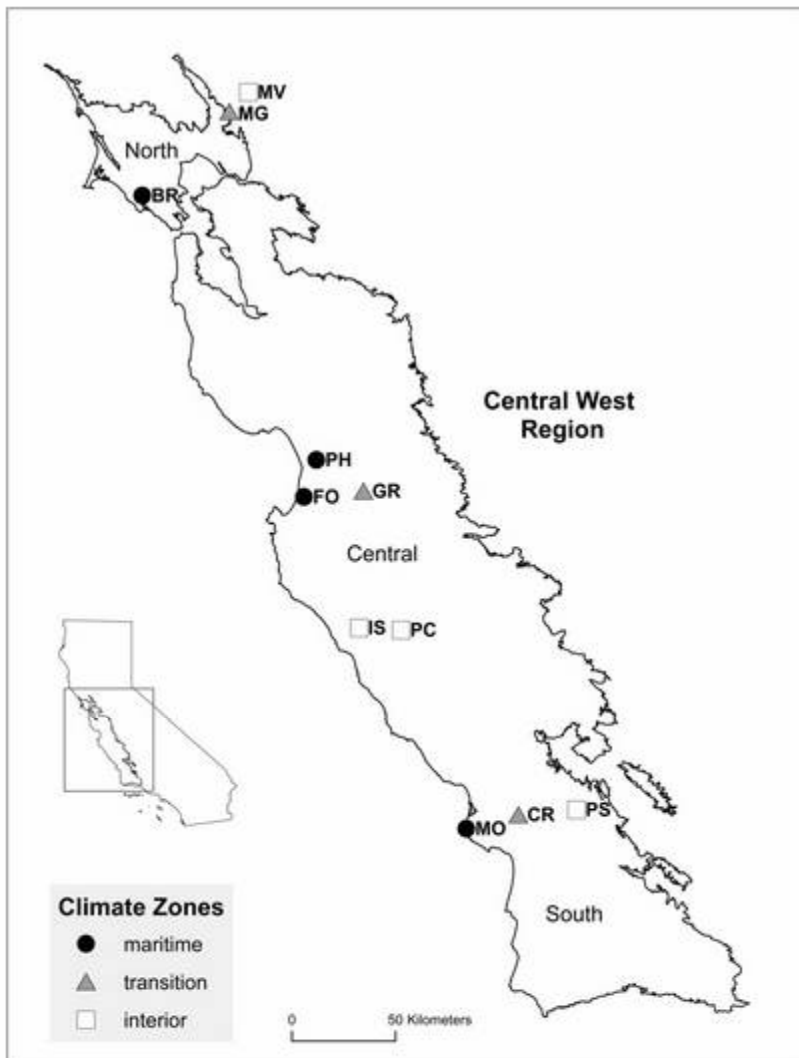 MV
MG
North
BR
Central West
Region
PH
FO
GR
Central
IS
PC
MO
CR
PS
South
Climate Zones
maritime
transition
interior
0
50 Kilometers